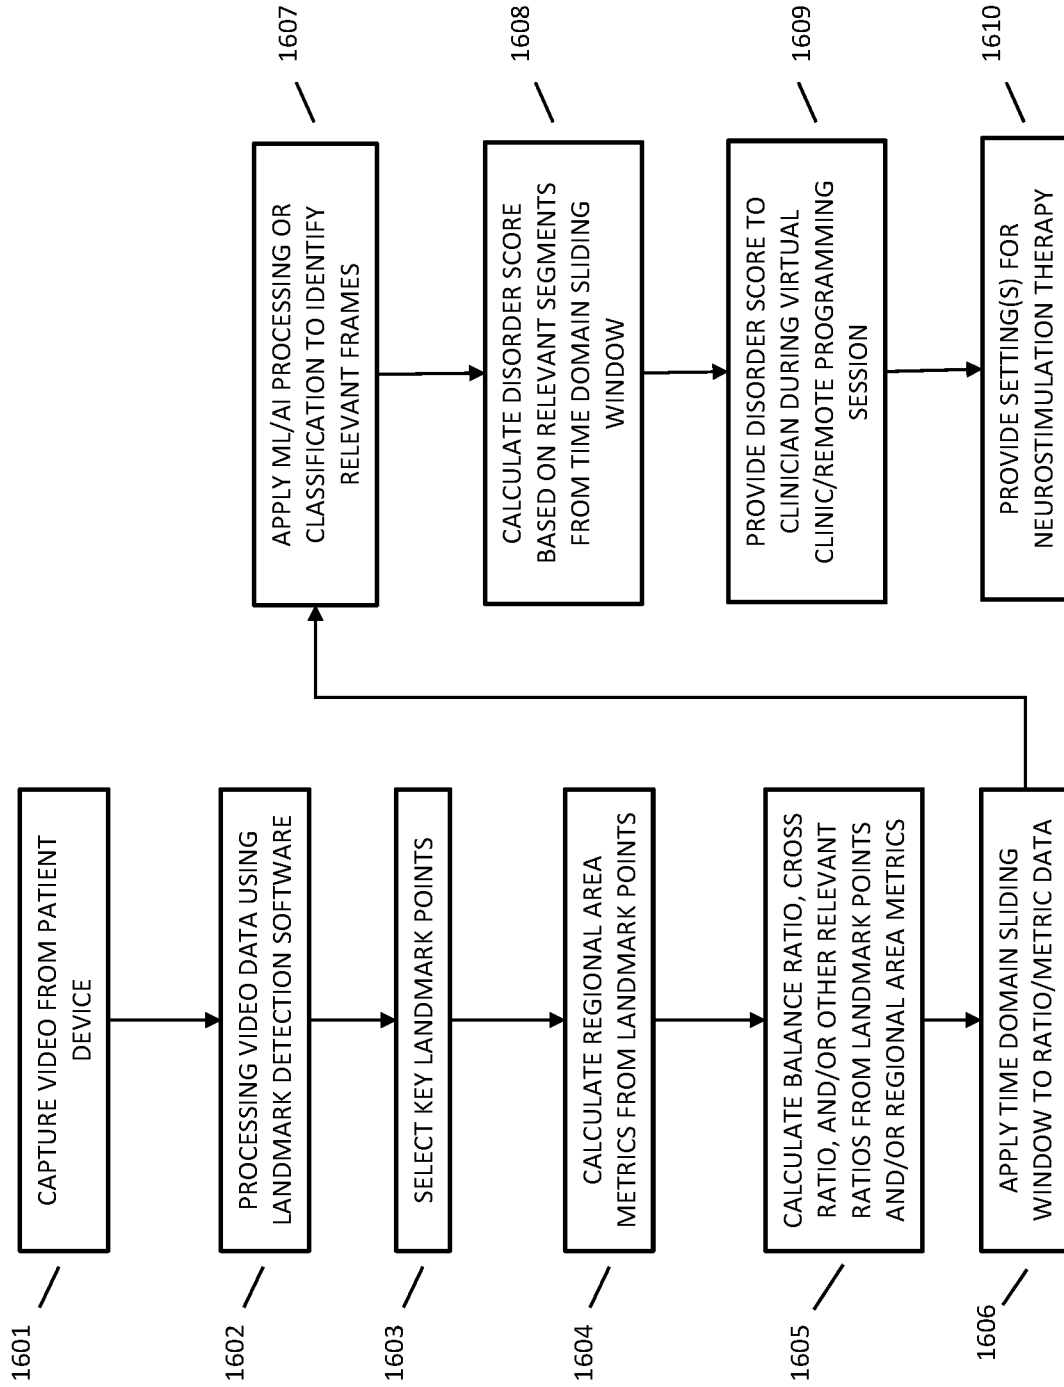 1601
CAPTURE VIDEO FROM PATIENT
DEVICE
1602
PROCESSING VIDEO DATA USING
LANDMARK DETECTION SOFTWARE
1603
SELECT KEY LANDMARK POINTS
1604
CALCULATE REGIONAL AREA
METRICS FROM LANDMARK POINTS
1605
CALCULATE BALANCE RATIO, CROSS
RATIO, AND/OR OTHER RELEVANT
RATIOS FROM LANDMARK POINTS
AND/OR REGIONAL AREA METRICS
1606
APPLY TIME DOMAIN SLIDING
WINDOW TO RATIO/METRIC DATA
1607
APPLY ML/AI PROCESSING OR
CLASSIFICATION TO IDENTIFY
RELEVANT FRAMES
1608
CALCULATE DISORDER SCORE
BASED ON RELEVANT SEGMENTS
FROM TIME DOMAIN SLIDING
WINDOW
1609
PROVIDE DISORDER SCORE TO
CLINICIAN DURING VIRTUAL
CLINIC/REMOTE PROGRAMMING
SESSION
1610
PROVIDE SETTING(S) FOR
NEUROSTIMULATION THERAPY